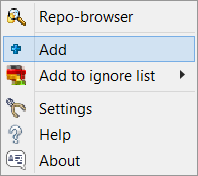 Repo-browser
Add
Add to ignore list
Settings
Help
About